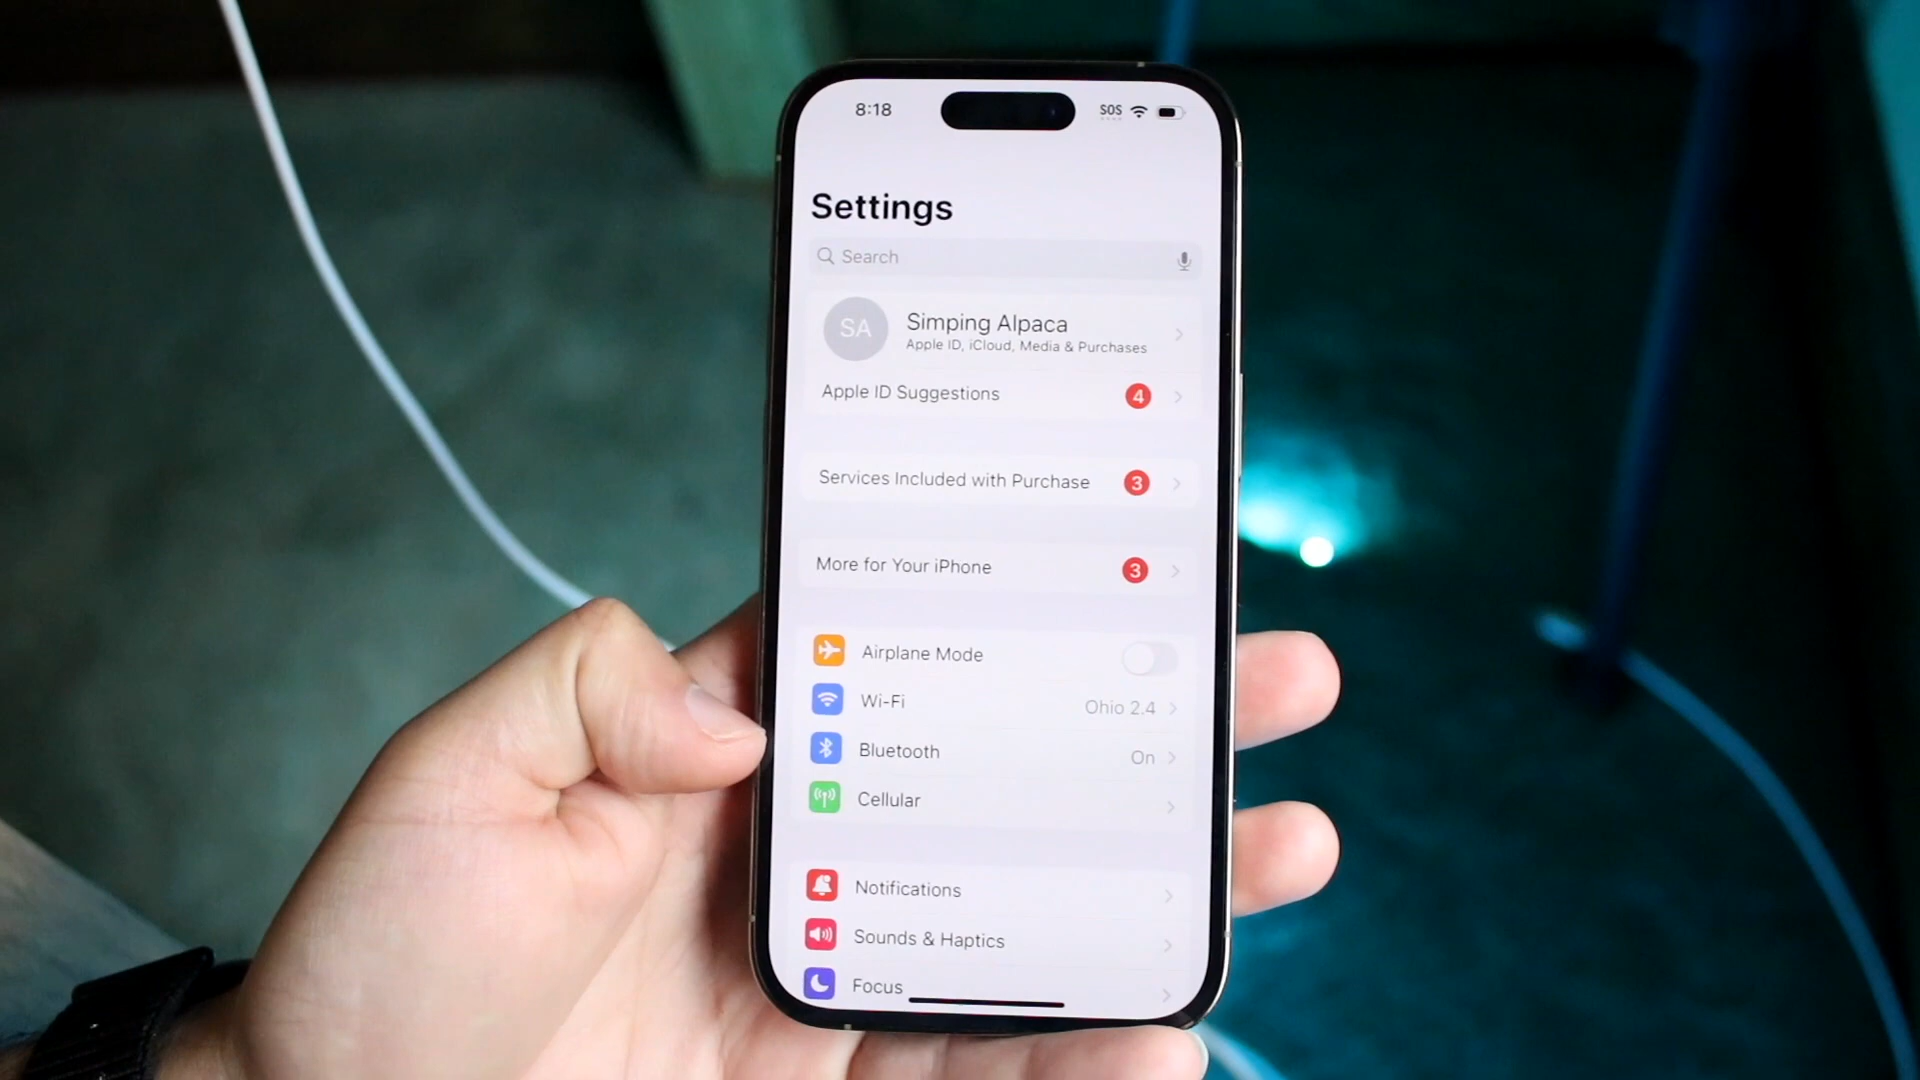 8:18 SOS
Settings
Search
SA
Simping Alpaca
Apple ID, iCloud, Media & Purchases
Apple ID Suggestions 4
Services Included with Purchase 3
More for Your iPhone 3
Airplane Mode
Wi-Fi Ohio 2.4
Bluetooth On
Cellular
Notifications
Sounds & Haptics
Focus